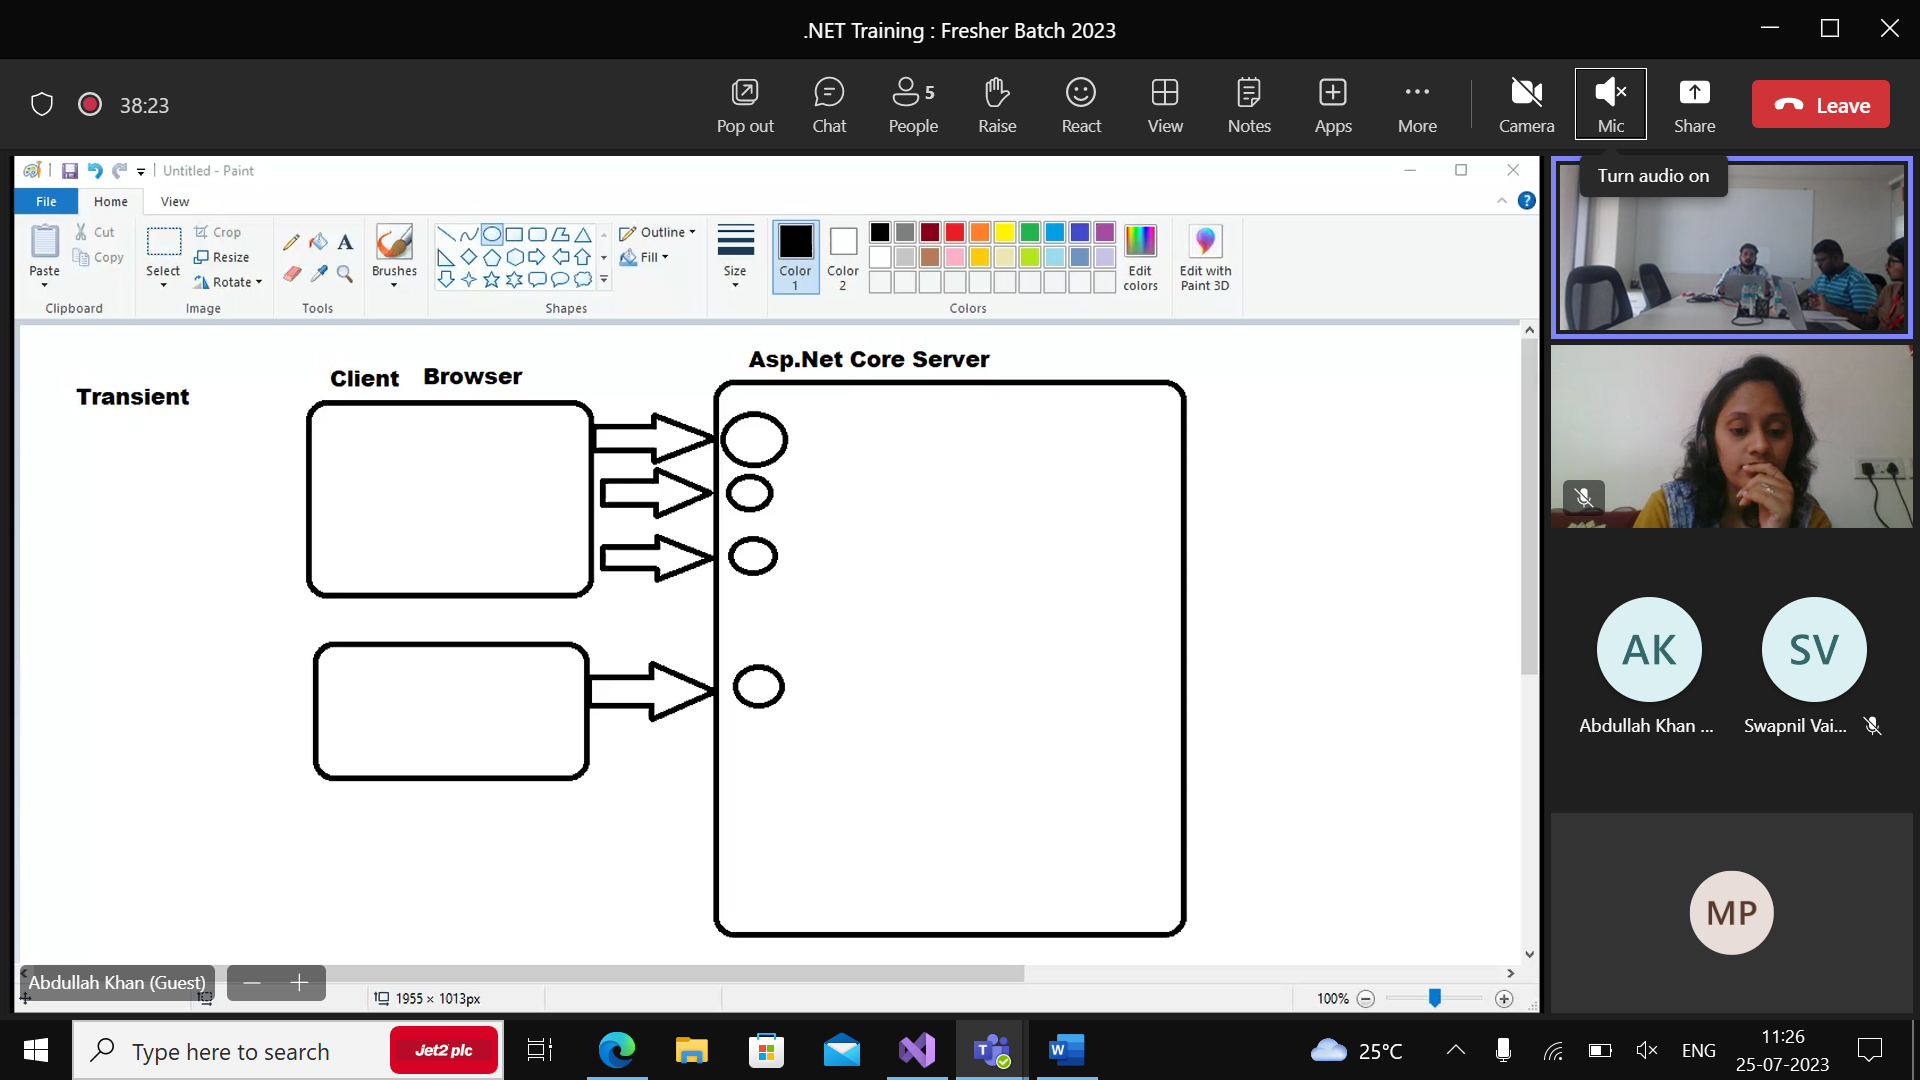 .NET Training : Fresher Batch 2023
38:23
Pop out
Chat
People
5
Raise
React
View
Notes
Apps
More
Camera
Mic
Share
Leave
Turn audio on
Untitled - Paint
File
Home
View
Paste
Cut
Copy
Clipboard
Select
Crop
Resize
Rotate
Image
A
Tools
Brushes
Shapes
Outline
Fill
Size
Color
1
Color
2
Edit
colors
Colors
Edit with
Paint 3D
?
Transient
Client Browser
Asp.Net Core Server
AK
Abdullah Khan ...
SV
Swapnil Vai...
MP
Abdullah Khan (Guest)
1955 × 1013px
100%
Type here to search
Jet2 plc
T
W
25°C
ENG
11:26
25-07-2023